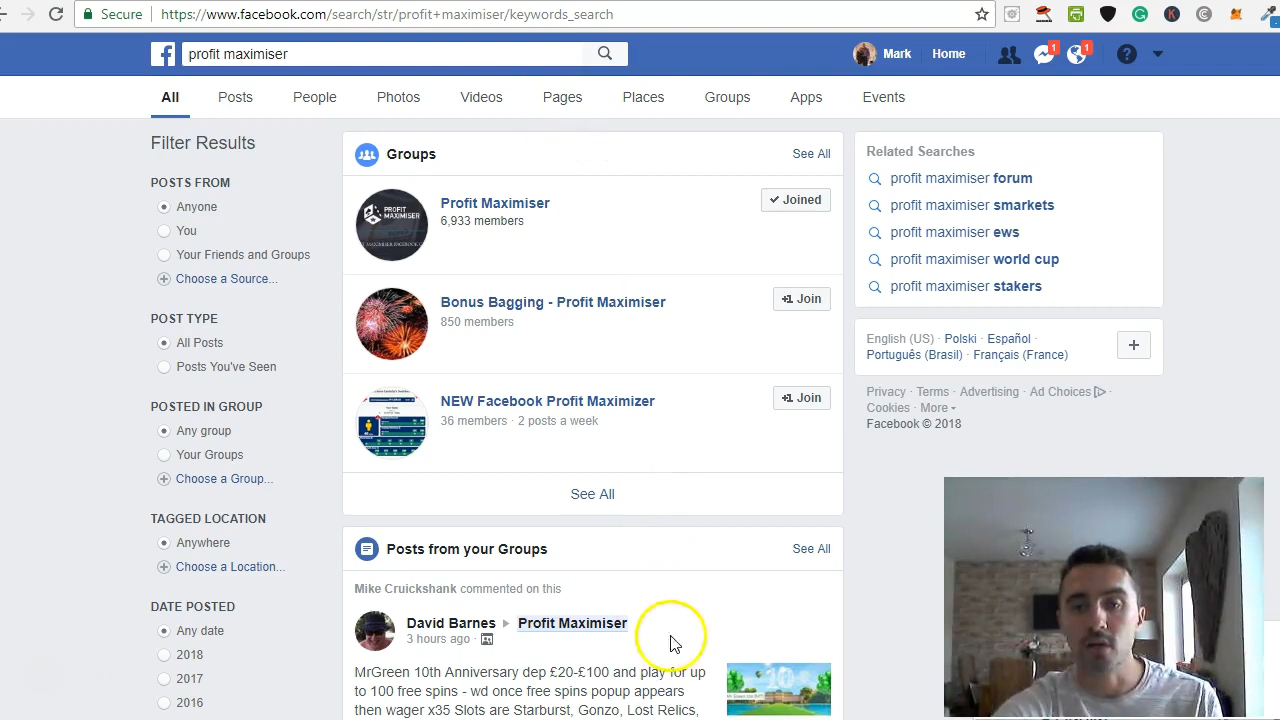 Secure
https://www.facebook.com/search/str/profit+maximiser/keywords_search
profit maximiser
Mark
Home
1
1
All
Posts
People
Photos
Videos
Pages
Places
Groups
Apps
Events
Filter Results
POSTS FROM
Anyone
You
Your Friends and Groups
Choose a Source...
POST TYPE
All Posts
Posts You've Seen
POSTED IN GROUP
Any group
Your Groups
Choose a Group...
TAGGED LOCATION
Anywhere
Choose a Location...
DATE POSTED
Any date
2018
2017
2016
Groups
See All
PROFIT
MAXIMISER
Profit Maximiser
6,933 members
Joined
Bonus Bagging - Profit Maximiser
850 members
+1 Join
NEW Facebook Profit Maximizer
36 members · 2 posts a week
+1 Join
See All
Posts from your Groups
See All
Mike Cruickshank commented on this
David Barnes Profit Maximiser
3 hours ago ·
MrGreen 10th Anniversary dep £20-£100 and play for up
to 100 free spins - wd once free spins popup appears
then wager x35 Slots are Starburst, Gonzo, Lost Relics,
Related Searches
profit maximiser forum
profit maximiser smarkets
profit maximiser ews
profit maximiser world cup
profit maximiser stakers
English (US) · Polski · Español ·
Português (Brasil) · Français (France)
Privacy · Terms · Advertising · Ad Choices
Cookies · More
Facebook © 2018